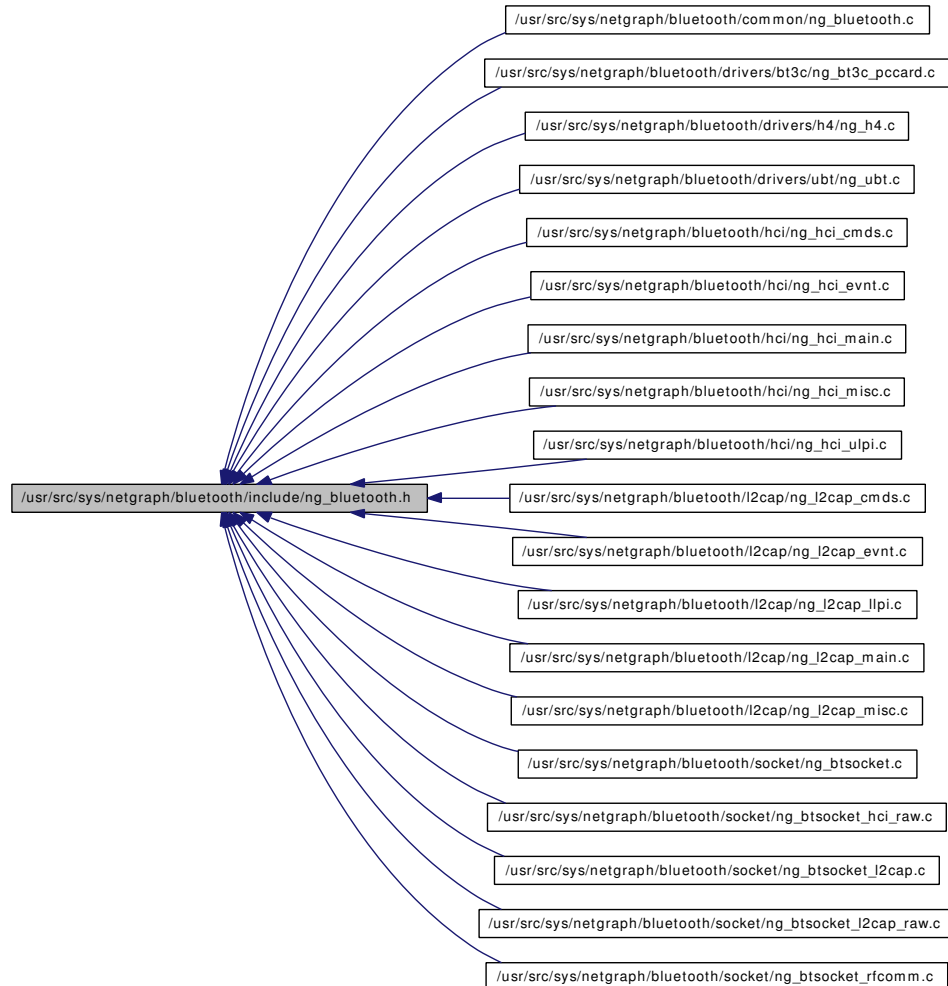 /usr/src/sys/netgraph/bluetooth/common/ng_bluetooth.c
/usr/src/sys/netgraph/bluetooth/drivers/bt3c/ng_bt3c_pccard.c
/usr/src/sys/netgraph/bluetooth/drivers/h4/ng_h4.c
/usr/src/sys/netgraph/bluetooth/drivers/ubt/ng_ubt.c
/usr/src/sys/netgraph/bluetooth/hci/ng_hci_cmds.c
/usr/src/sys/netgraph/bluetooth/hci/ng_hci_evnt.c
/usr/src/sys/netgraph/bluetooth/hci/ng_hci_main.c
/usr/src/sys/netgraph/bluetooth/hci/ng_hci_misc.c
/usr/src/sys/netgraph/bluetooth/hci/ng_hci_ulpi.c
/usr/src/sys/netgraph/bluetooth/include/ng_bluetooth.h
/usr/src/sys/netgraph/bluetooth/l2cap/ng_l2cap_cmds.c
/usr/src/sys/netgraph/bluetooth/l2cap/ng_l2cap_evnt.c
/usr/src/sys/netgraph/bluetooth/l2cap/ng_l2cap_llpi.c
/usr/src/sys/netgraph/bluetooth/l2cap/ng_l2cap_main.c
/usr/src/sys/netgraph/bluetooth/l2cap/ng_l2cap_misc.c
/usr/src/sys/netgraph/bluetooth/socket/ng_btsocket.c
/usr/src/sys/netgraph/bluetooth/socket/ng_btsocket_hci_raw.c
/usr/src/sys/netgraph/bluetooth/socket/ng_btsocket_l2cap.c
/usr/src/sys/netgraph/bluetooth/socket/ng_btsocket_l2cap_raw.c
/usr/src/sys/netgraph/bluetooth/socket/ng_btsocket_rfcomm.c